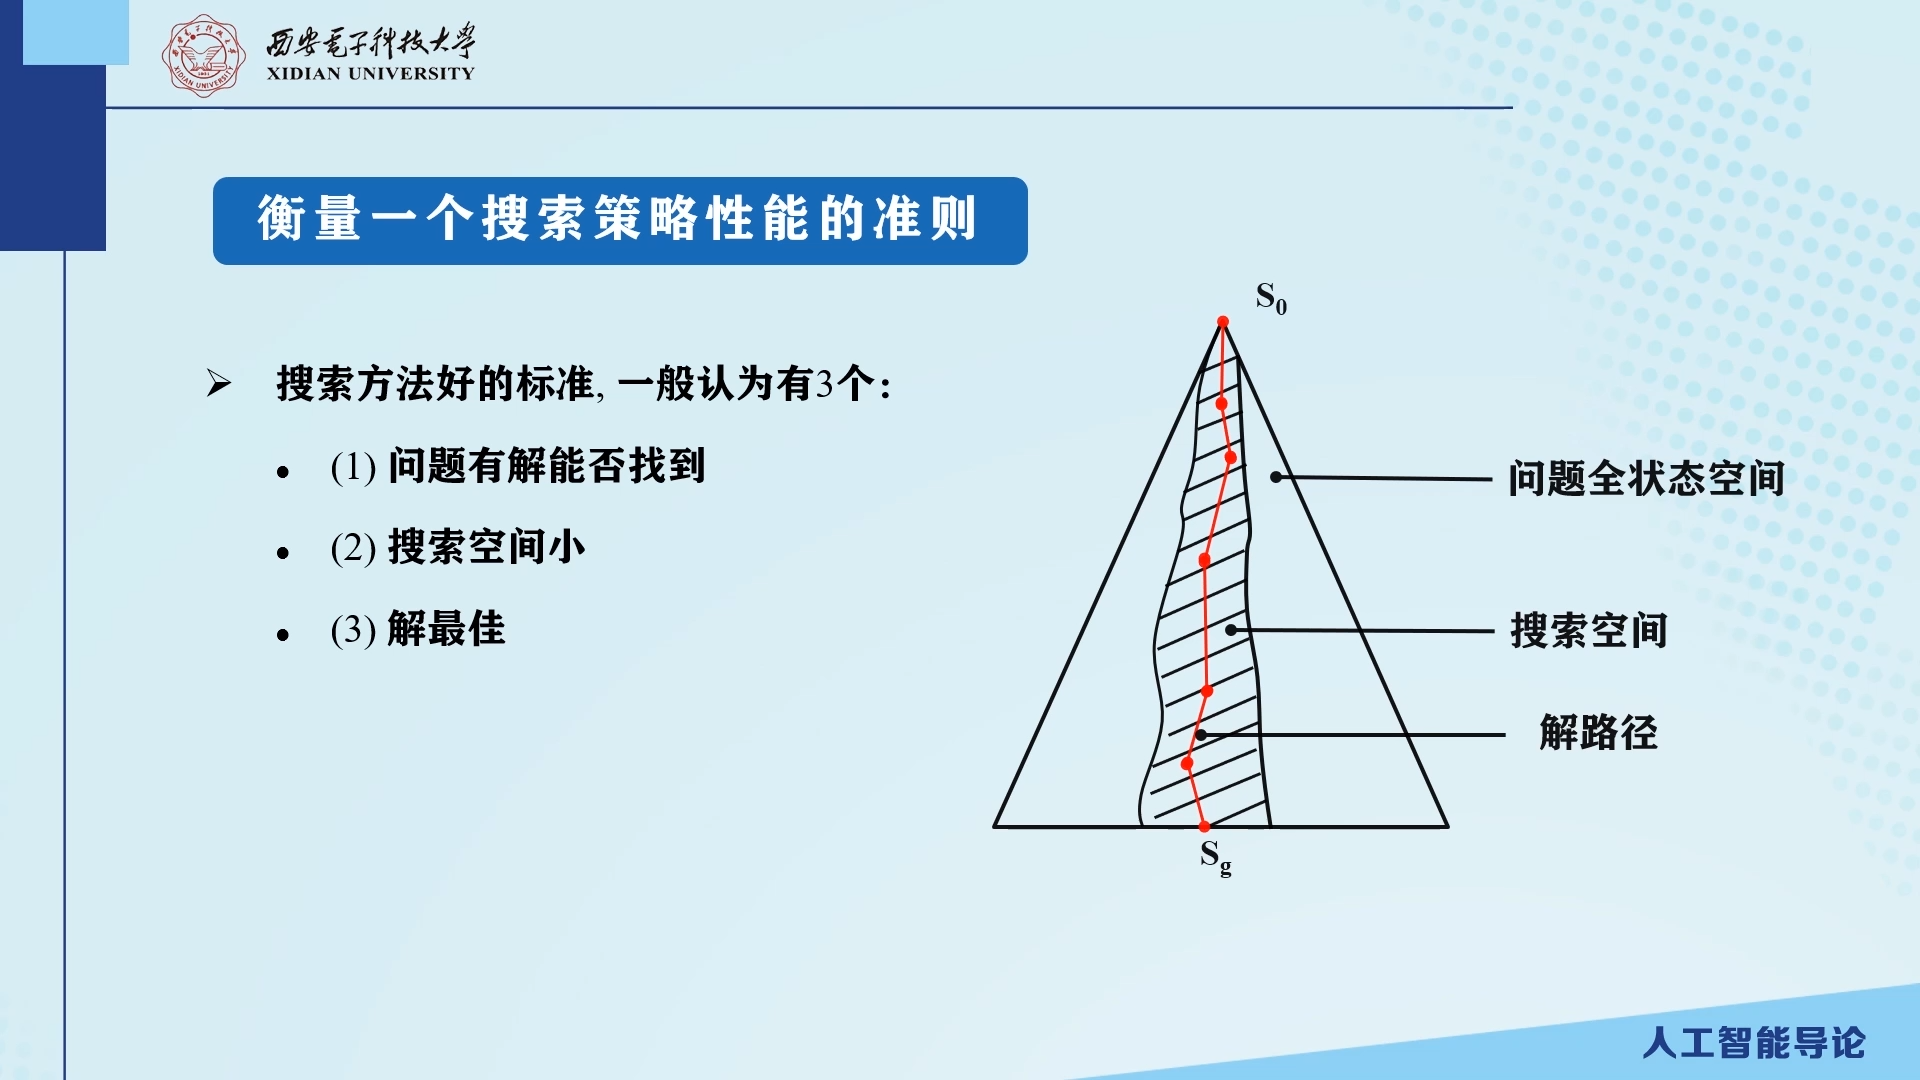 西安电子科技大学
XIDIAN UNIVERSITY
衡量一个搜索策略性能的准则
搜索方法好的标准, 一般认为有3个：
(1) 问题有解能否找到
(2) 搜索空间小
(3) 解最佳
S0
问题全状态空间
搜索空间
解路径
Sg
人工智能导论